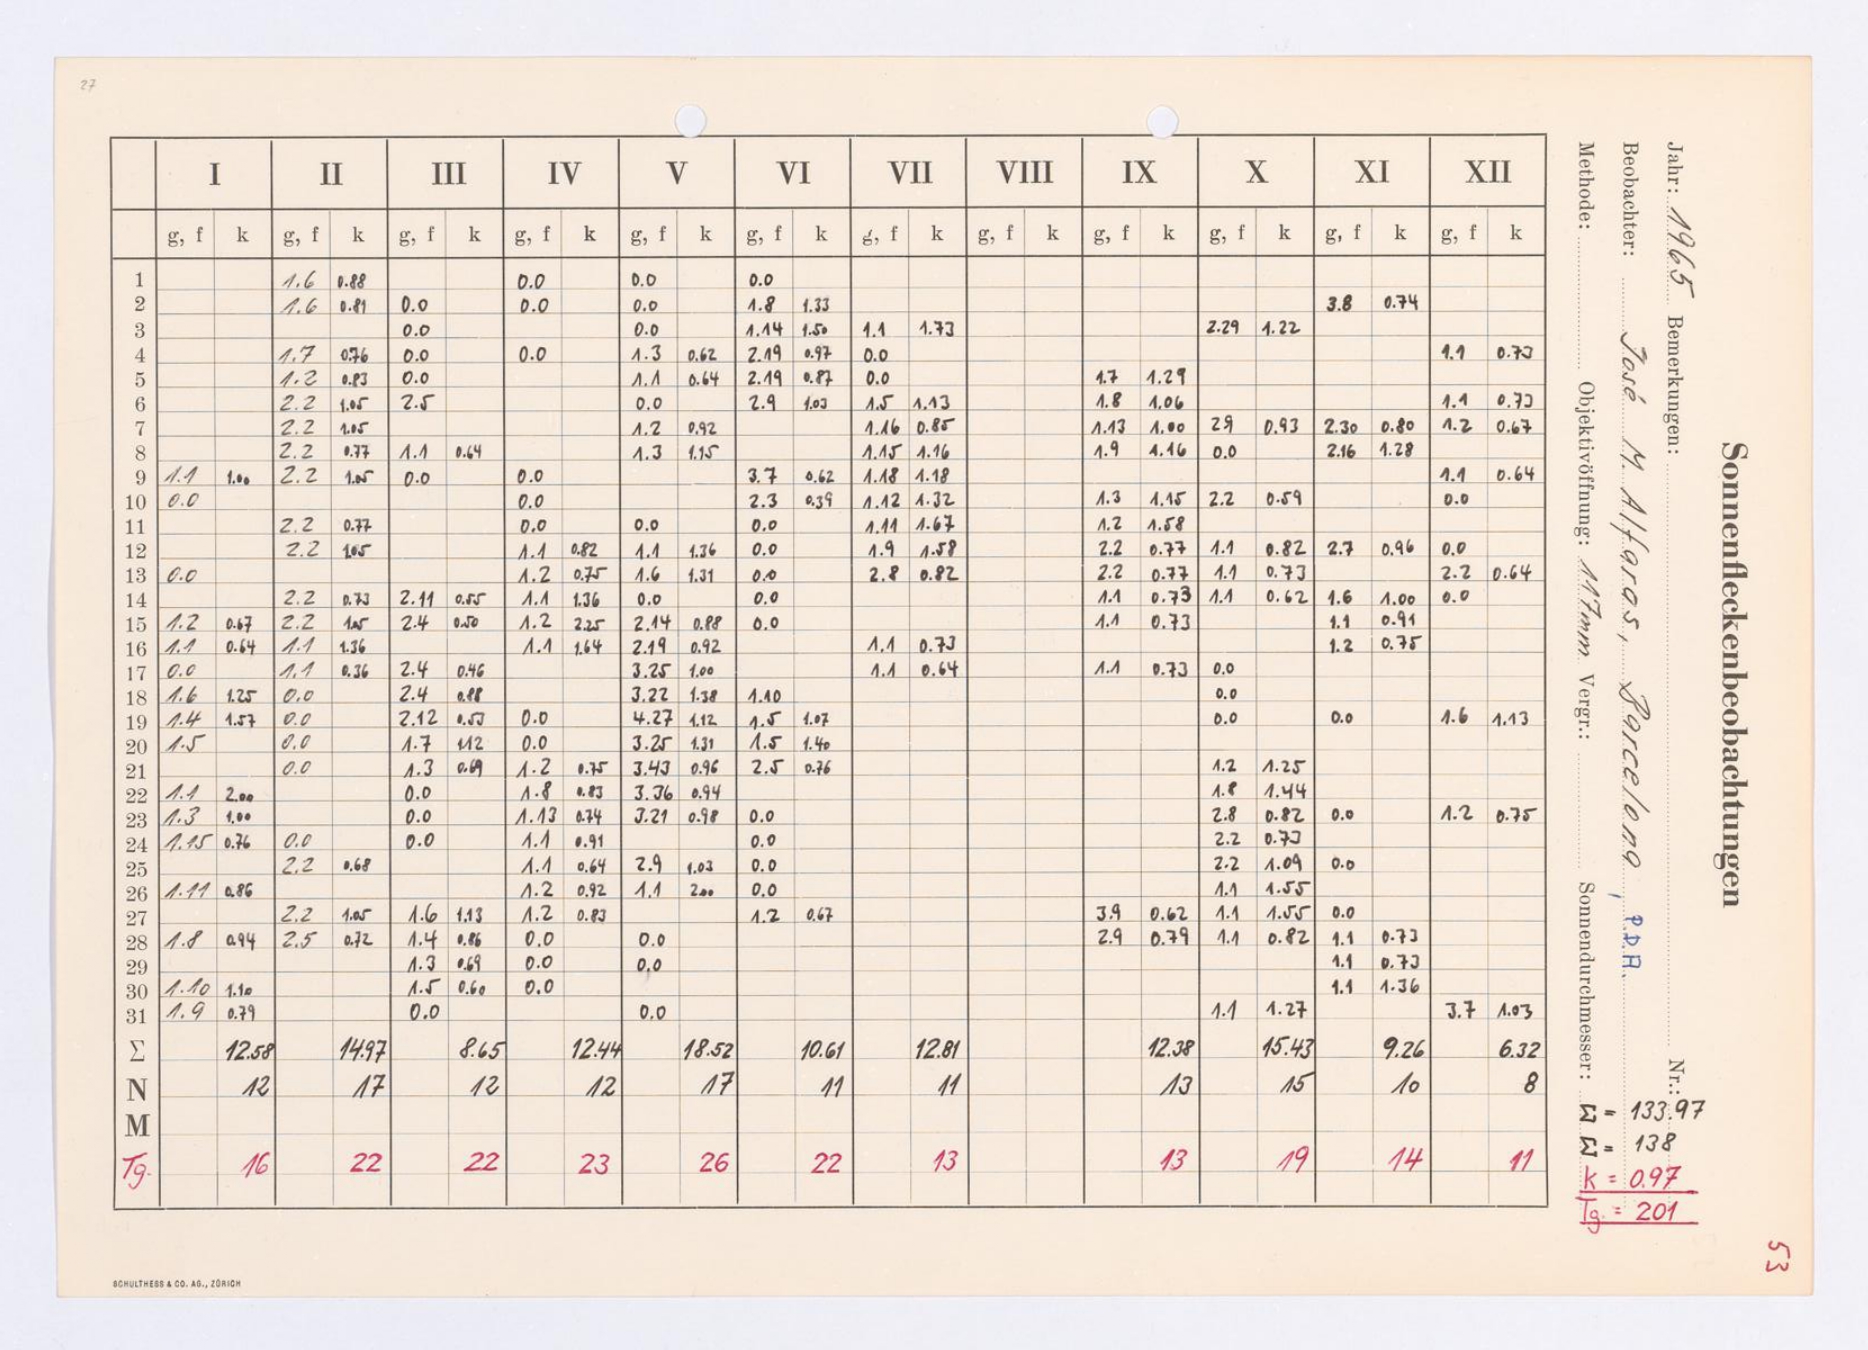 27
I II III IV V VI VII VIII IX X XI XII
g, f k g, f k g, f k g, f k g, f k g, f k g, f k g, f k g, f k g, f k g, f k g, f k
1 1.6 0.88 0.0 0.0 0.0
2 1.6 0.81 0.0 0.0 0.0 1.8 1.33 3.8 0.74
3 0.0 0.0 1.14 1.50 1.1 1.73 2.29 1.22
4 1.7 0.76 0.0 0.0 1.3 0.62 2.19 0.97 0.0 1.1 0.73
5 1.2 0.83 0.0 1.1 0.64 2.19 0.87 0.0 1.7 1.29
6 2.2 1.05 2.5 0.0 2.9 1.03 1.5 1.13 1.8 1.06 1.1 0.73
7 2.2 1.05 1.2 0.92 1.16 0.85 1.13 1.00 29 0.93 2.30 0.80 1.2 0.67
8 2.2 0.77 1.1 0.64 1.3 1.15 1.15 1.16 1.9 1.16 0.0 2.16 1.28
9 1.1 1.00 2.2 1.05 0.0 0.0 3.7 0.62 1.18 1.18 1.1 0.64
10 0.0 0.0 2.3 0.39 1.12 1.32 1.3 1.15 2.2 0.59 0.0
11 2.2 0.77 0.0 0.0 0.0 1.11 1.67 1.2 1.58
12 2.2 1.05 1.1 0.82 1.1 1.36 0.0 1.9 1.58 2.2 0.77 1.1 0.82 2.7 0.96 0.0
13 0.0 1.2 0.75 1.6 1.31 0.0 2.8 0.82 2.2 0.77 1.1 0.73 2.2 0.64
14 2.2 0.73 2.11 0.55 1.1 1.36 0.0 0.0 1.1 0.73 1.1 0.62 1.6 1.00 0.0
15 1.2 0.67 2.2 1.05 2.4 0.50 1.2 2.25 2.14 0.88 0.0 1.1 0.73 1.1 0.91
16 1.1 0.64 1.1 1.36 1.1 1.64 2.19 0.92 1.1 0.73 1.2 0.75
17 0.0 1.1 0.36 2.4 0.46 3.25 1.00 1.1 0.64 1.1 0.73 0.0
18 1.6 1.25 0.0 2.4 0.88 3.22 1.38 1.10 0.0
19 1.4 1.57 0.0 2.12 0.53 0.0 4.27 1.12 1.5 1.07 0.0 0.0 1.6 1.13
20 1.5 0.0 1.7 1.12 0.0 3.25 1.31 1.5 1.40
21 0.0 1.3 0.69 1.2 0.75 3.43 0.96 2.5 0.76 1.2 1.25
22 1.1 2.00 0.0 1.8 0.83 3.36 0.94 1.8 1.44
23 1.3 1.00 0.0 1.13 0.74 3.21 0.98 0.0 2.8 0.82 0.0 1.2 0.75
24 1.15 0.76 0.0 0.0 1.1 0.91 0.0 2.2 0.73
25 2.2 0.68 1.1 0.64 2.9 1.03 0.0 2.2 1.09 0.0
26 1.11 0.86 1.2 0.92 1.1 2.00 0.0 1.1 1.55
27 2.2 1.05 1.6 1.13 1.2 0.83 1.2 0.67 3.9 0.62 1.1 1.55 0.0
28 1.8 0.94 2.5 0.72 1.4 0.86 0.0 0.0 2.9 0.79 1.1 0.82 1.1 0.73
29 1.3 0.69 0.0 0.0 1.1 0.73
30 1.10 1.10 1.5 0.60 0.0 1.1 1.36
31 1.9 0.79 0.0 0.0 1.1 1.27 3.7 1.03
Σ 12.58 14.97 8.65 12.44 18.52 10.61 12.81 12.38 15.43 9.26 6.32
N 12 17 12 12 17 11 11 13 15 10 8
M
Tg. 16 22 22 23 26 22 13 13 19 14 11
Sonnenfleckenbeobachtungen
Jahr: 1965 Bemerkungen: Nr.:
Beobachter: José M. Alfaras, Barcelona, P.D.A.
Methode: Objektivöffnung: 117mm Vergr.: Sonnendurchmesser:
Σ = 133.97
Σ = 138
k = 0.97
Tg. = 201
53
SCHULTHESS & CO. AG., ZÜRICH